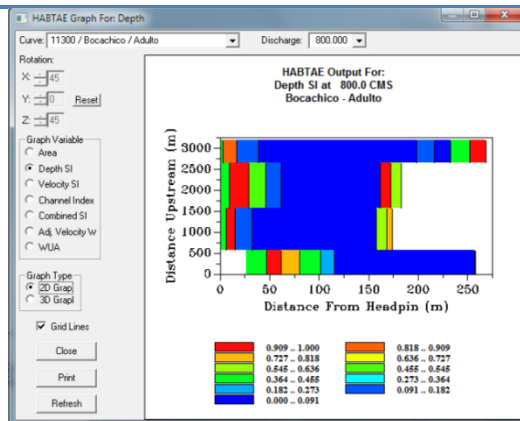 HABTAE Graph For: Depth
Curve: 11300 / Bocachico / Adulto
Discharge: 800.000
Rotation:
X: 45
Y: 0 Reset
Z: 45
Graph Variable
Area
Depth SI
Velocity SI
Channel Index
Combined SI
Adj. Velocity W
WUA
Graph Type
2D Grap
3D Grapl
Grid Lines
Close
Print
Refresh
HABTAE Output For:
Depth SI at 800.0 CMS
Bocachico - Adulto
Distance Upstream (m)
3000
2500
2000
1500
1000
500
0
0 50 100 150 200 250
Distance From Headpin (m)
0.909 .. 1.000 0.818 .. 0.909
0.727 .. 0.818 0.636 .. 0.727
0.545 .. 0.636 0.455 .. 0.545
0.364 .. 0.455 0.273 .. 0.364
0.182 .. 0.273 0.091 .. 0.182
0.000 .. 0.091